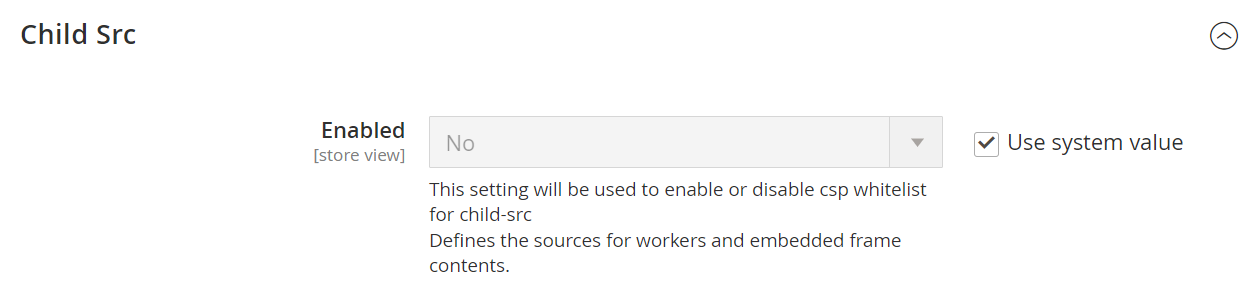 Child Src
Enabled
[store view]
No
Use system value
This setting will be used to enable or disable csp whitelist
for child-src
Defines the sources for workers and embedded frame
contents.